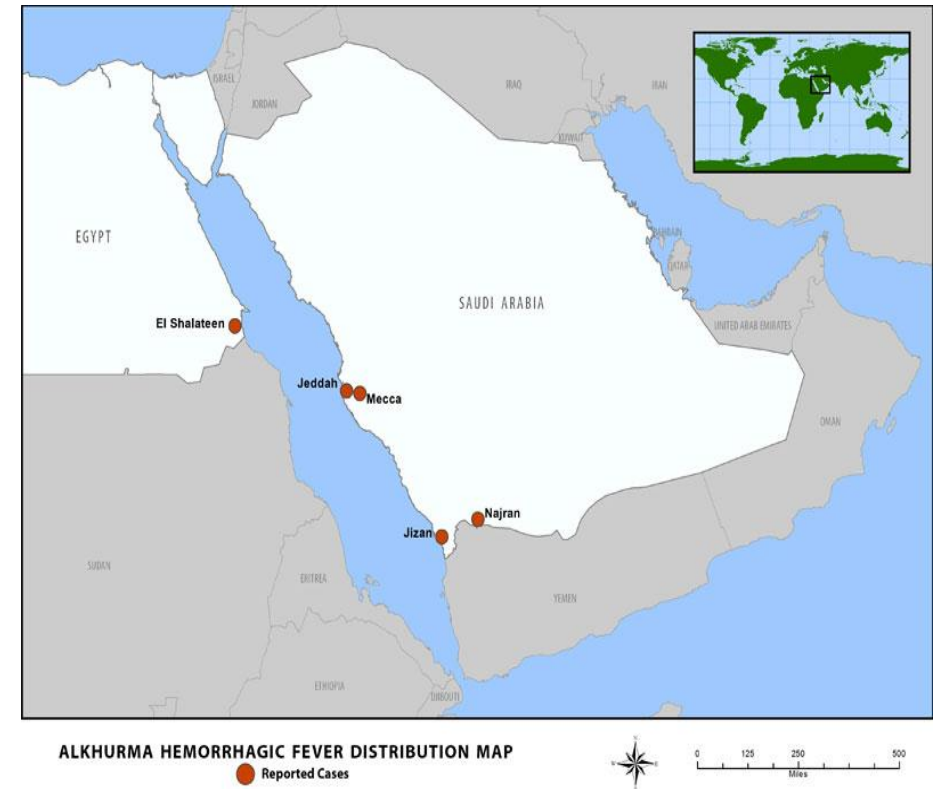 ISRAEL
JORDAN
IRAQ
IRAN
KUWAIT
EGYPT
BAHRAIN
QATAR
SAUDI ARABIA
El Shalateen
UNITED ARAB EMIRATES
Jeddah
Mecca
OMAN
Najran
Jizan
SUDAN
ERITREA
YEMEN
ETHIOPIA
DJIBOUTI
ALKHURMA HEMORRHAGIC FEVER DISTRIBUTION MAP
Reported Cases
N
W E
S
0 125 250 500
Miles